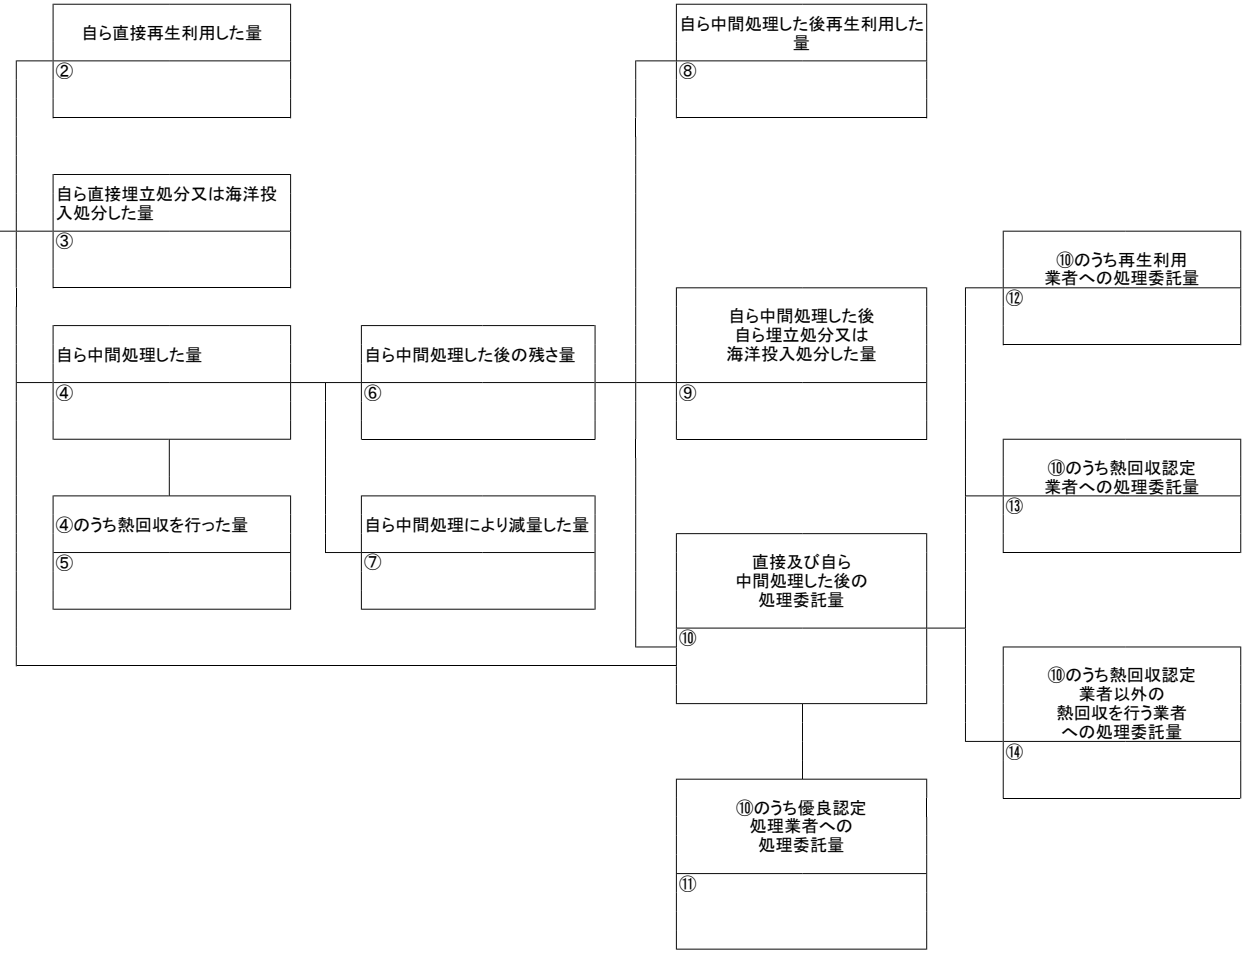 自ら直接再生利用した量
②
自ら直接埋立処分又は海洋投
入処分した量
③
自ら中間処理した量
④
④のうち熱回収を行った量
⑤
自ら中間処理した後の残さ量
⑥
自ら中間処理により減量した量
⑦
自ら中間処理した後再生利用した
量
⑧
自ら中間処理した後
自ら埋立処分又は
海洋投入処分した量
⑨
直接及び自ら
中間処理した後の
処理委託量
⑩
⑩のうち優良認定
処理業者への
処理委託量
⑪
⑩のうち再生利用
業者への処理委託量
⑫
⑩のうち熱回収認定
業者への処理委託量
⑬
⑩のうち熱回収認定
業者以外の
熱回収を行う業者
への処理委託量
⑭